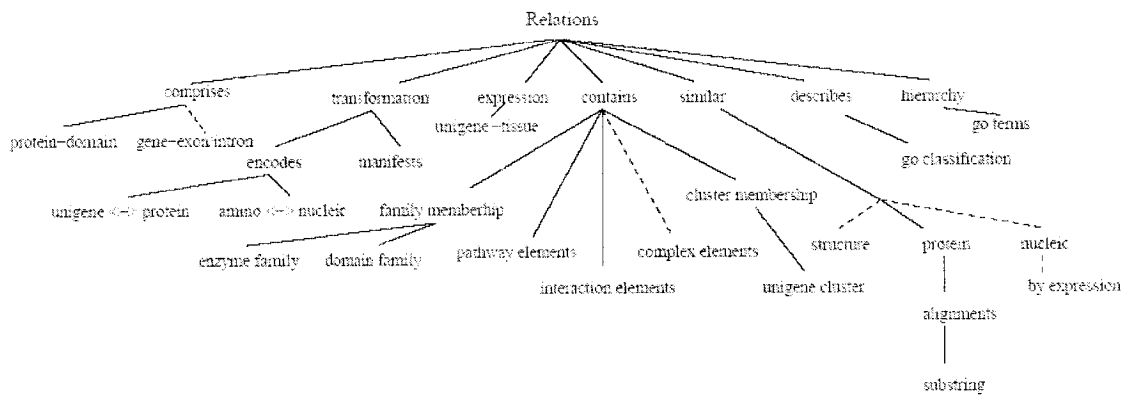 Relations
comprises
transformation
expression
contains
similar
describes
hierarchy
protein-domain
gene-exon/intron
unigene-tissue
go terms
encodes
manifests
go classification
unigene <-> protein
amino <-> nucleic
family membership
cluster membership
enzyme family
domain family
pathway elements
complex elements
structure
protein
nucleic
interaction elements
unigene cluster
by expression
alignments
substring